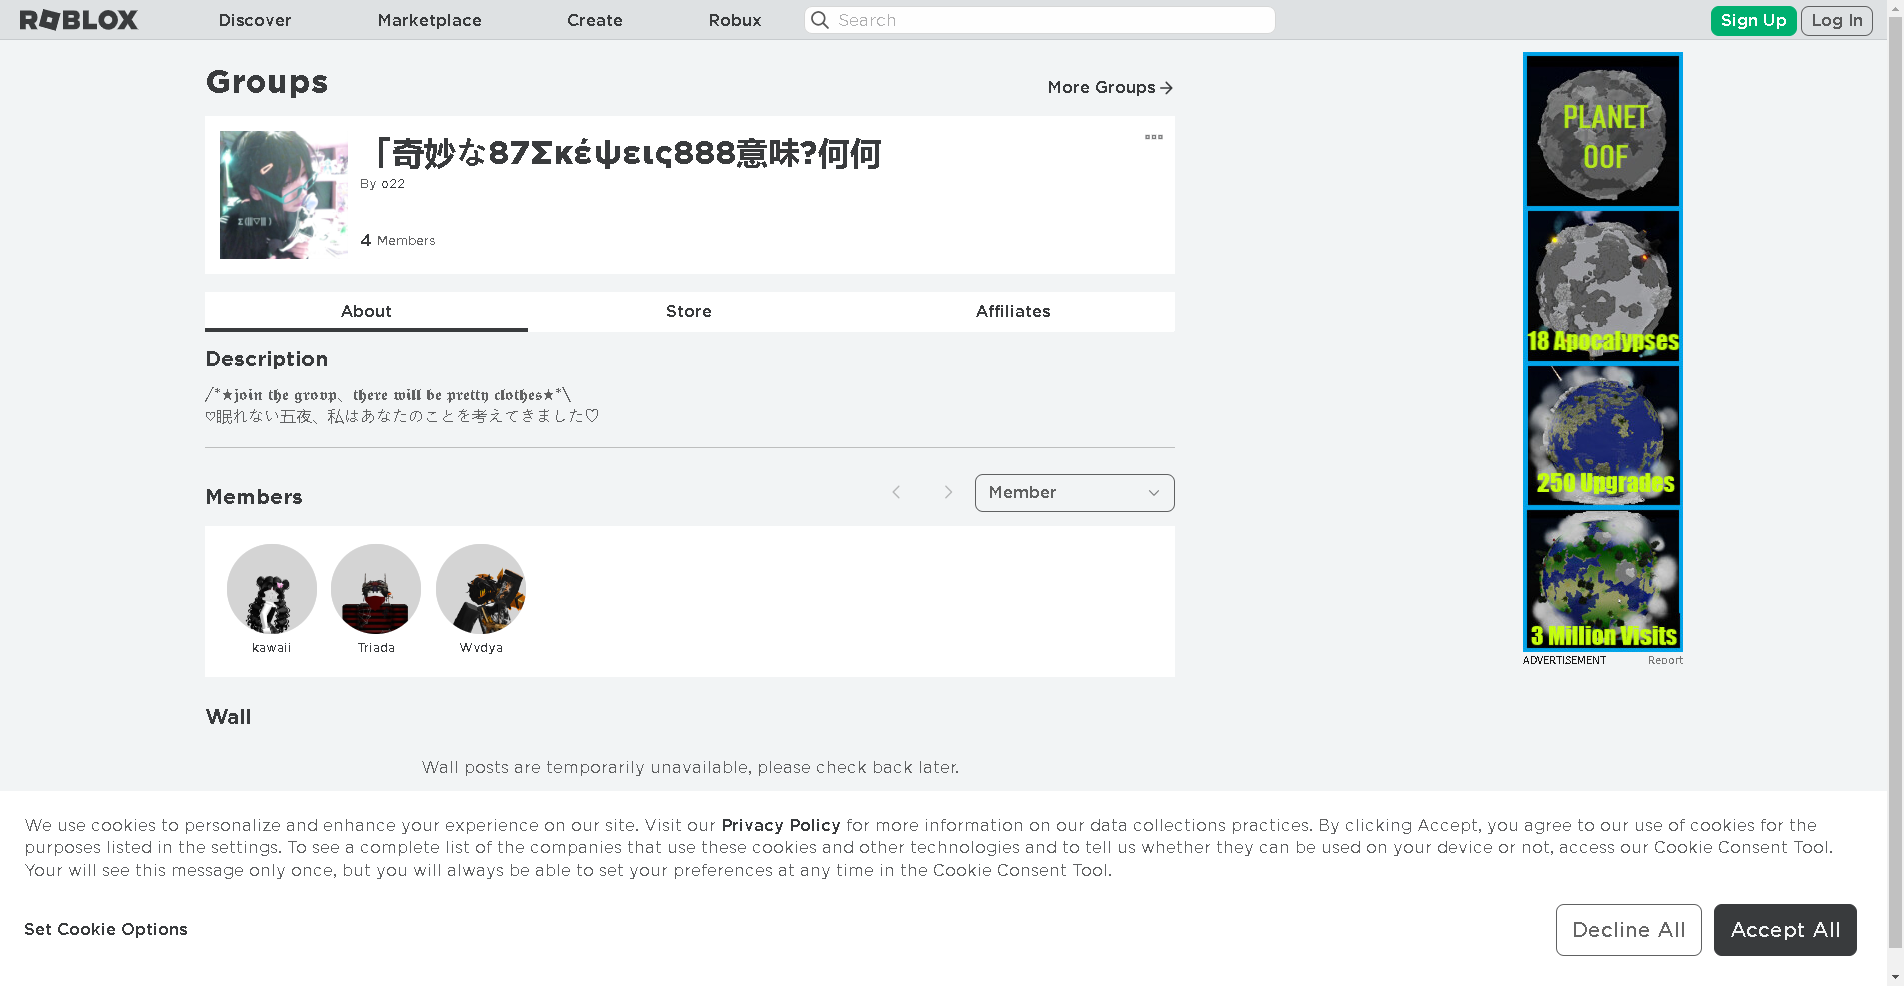 ROBLOX
Discover
Marketplace
Create
Robux
Search
Sign Up
Log In
Groups
More Groups
「奇妙な87Σκέψεις888意味?何何
By o22
4 Members
About
Store
Affiliates
Description
/*★𝖏𝖔𝖎𝖓 𝖙𝖍𝖊 𝖌𝖗𝖔𝖚𝖕、𝖙𝖍𝖊𝖗𝖊 𝖜𝖎𝖑𝖑 𝖇𝖊 𝖕𝖗𝖊𝖙𝖙𝖞 𝖈𝖑𝖔𝖙𝖍𝖊𝖘★*\
♡眠れない五夜、私はあなたのことを考えてきました♡
Members
Member
kawaii
Triada
Wvdya
Wall
Wall posts are temporarily unavailable, please check back later.
PLANET
OOF
18 Apocalypses
250 Upgrades
3 Million Visits
ADVERTISEMENT
Report
We use cookies to personalize and enhance your experience on our site. Visit our Privacy Policy for more information on our data collections practices. By clicking Accept, you agree to our use of cookies for the
purposes listed in the settings. To see a complete list of the companies that use these cookies and other technologies and to tell us whether they can be used on your device or not, access our Cookie Consent Tool.
Your will see this message only once, but you will always be able to set your preferences at any time in the Cookie Consent Tool.
Set Cookie Options
Decline All
Accept All